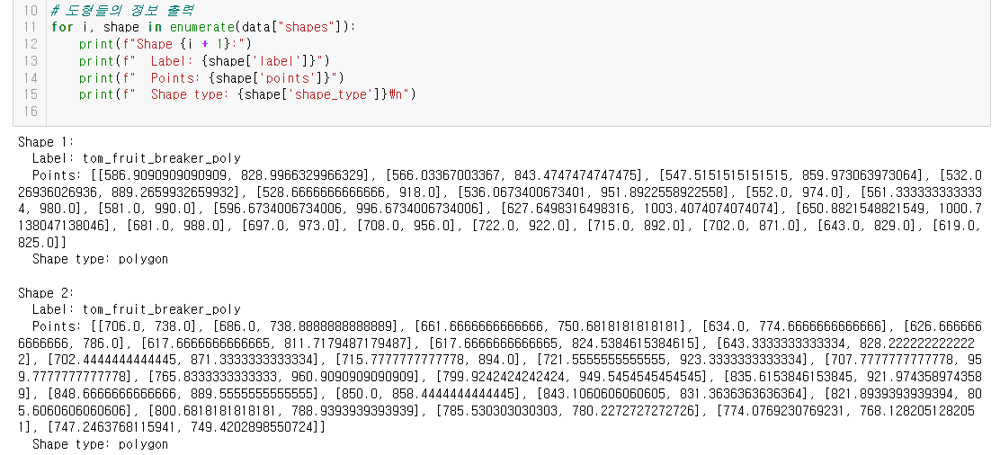 10 # 도형들의 정보 출력
11 for i, shape in enumerate(data["shapes"]):
12     print(f"Shape {i + 1}:")
13     print(f"  Label: {shape['label']}")
14     print(f"  Points: {shape['points']}")
15     print(f"  Shape type: {shape['shape_type']}₩n")
16
Shape 1:
  Label: tom_fruit_breaker_poly
  Points: [[586.9090909090909, 828.9966329966329], [566.03367003367, 843.4747474747475], [547.5151515151515, 859.973063973064], [532.0
26936026936, 889.2659932659932], [528.6666666666666, 918.0], [536.0673400673401, 951.8922558922558], [552.0, 974.0], [561.333333333333
4, 980.0], [581.0, 990.0], [596.6734006734006, 996.6734006734006], [627.6498316498316, 1003.4074074074074], [650.8821548821549, 1000.7
138047138046], [681.0, 988.0], [697.0, 973.0], [708.0, 956.0], [722.0, 922.0], [715.0, 892.0], [702.0, 871.0], [643.0, 829.0], [619.0,
825.0]]
  Shape type: polygon
Shape 2:
  Label: tom_fruit_breaker_poly
  Points: [[706.0, 738.0], [686.0, 738.8888888888889], [661.6666666666666, 750.6818181818181], [634.0, 774.6666666666666], [626.666666
6666666, 786.0], [617.6666666666665, 811.7179487179487], [617.6666666666665, 824.5384615384615], [643.3333333333334, 828.222222222222
2], [702.4444444444445, 871.3333333333334], [715.7777777777778, 894.0], [721.5555555555555, 923.3333333333334], [707.7777777777778, 95
9.7777777777778], [765.8333333333333, 960.9090909090909], [799.9242424242424, 949.5454545454545], [835.6153846153845, 921.974358974358
9], [848.6666666666666, 889.5555555555555], [850.0, 858.4444444444445], [843.1060606060605, 831.3636363636364], [821.8939393939394, 80
5.6060606060606], [800.6818181818181, 788.9393939393939], [785.530303030303, 780.2272727272726], [774.0769230769231, 768.128205128205
1], [747.2463768115941, 749.4202898550724]]
  Shape type: polygon